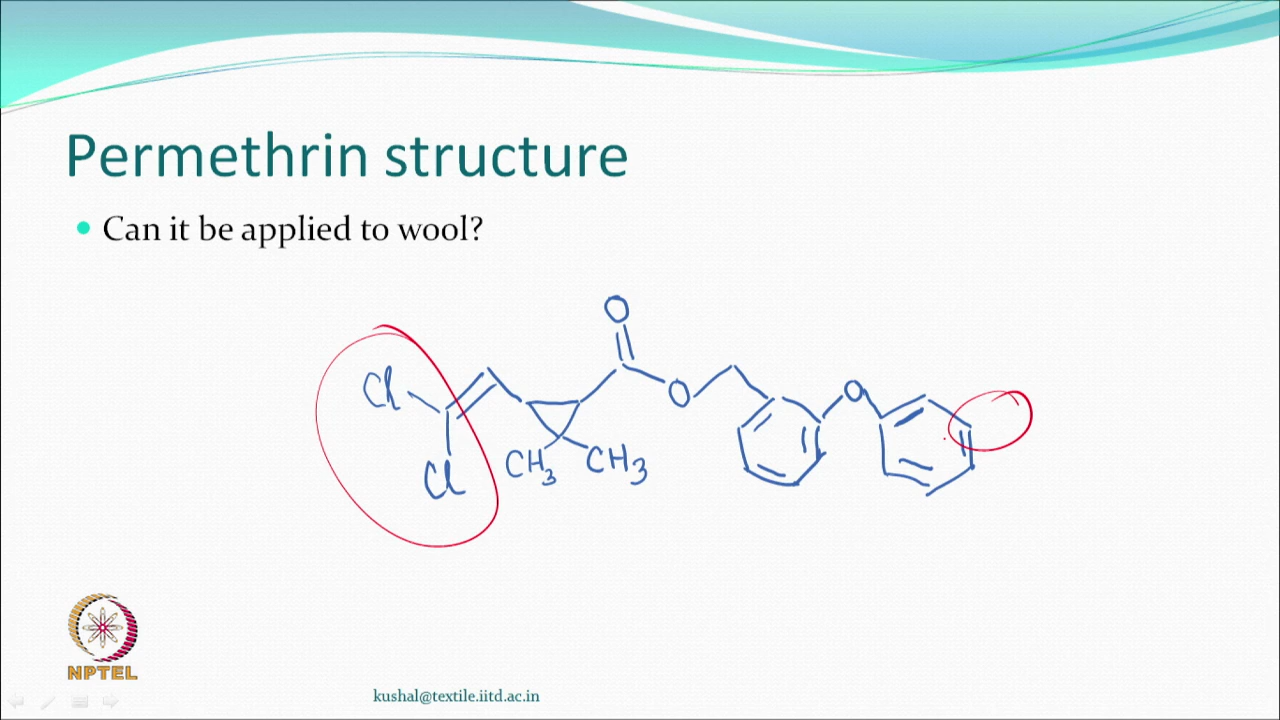 Permethrin structure
Can it be applied to wool?
O
Cl
O
O
Cl
CH3
CH3
NPTEL
kushal@textile.iitd.ac.in